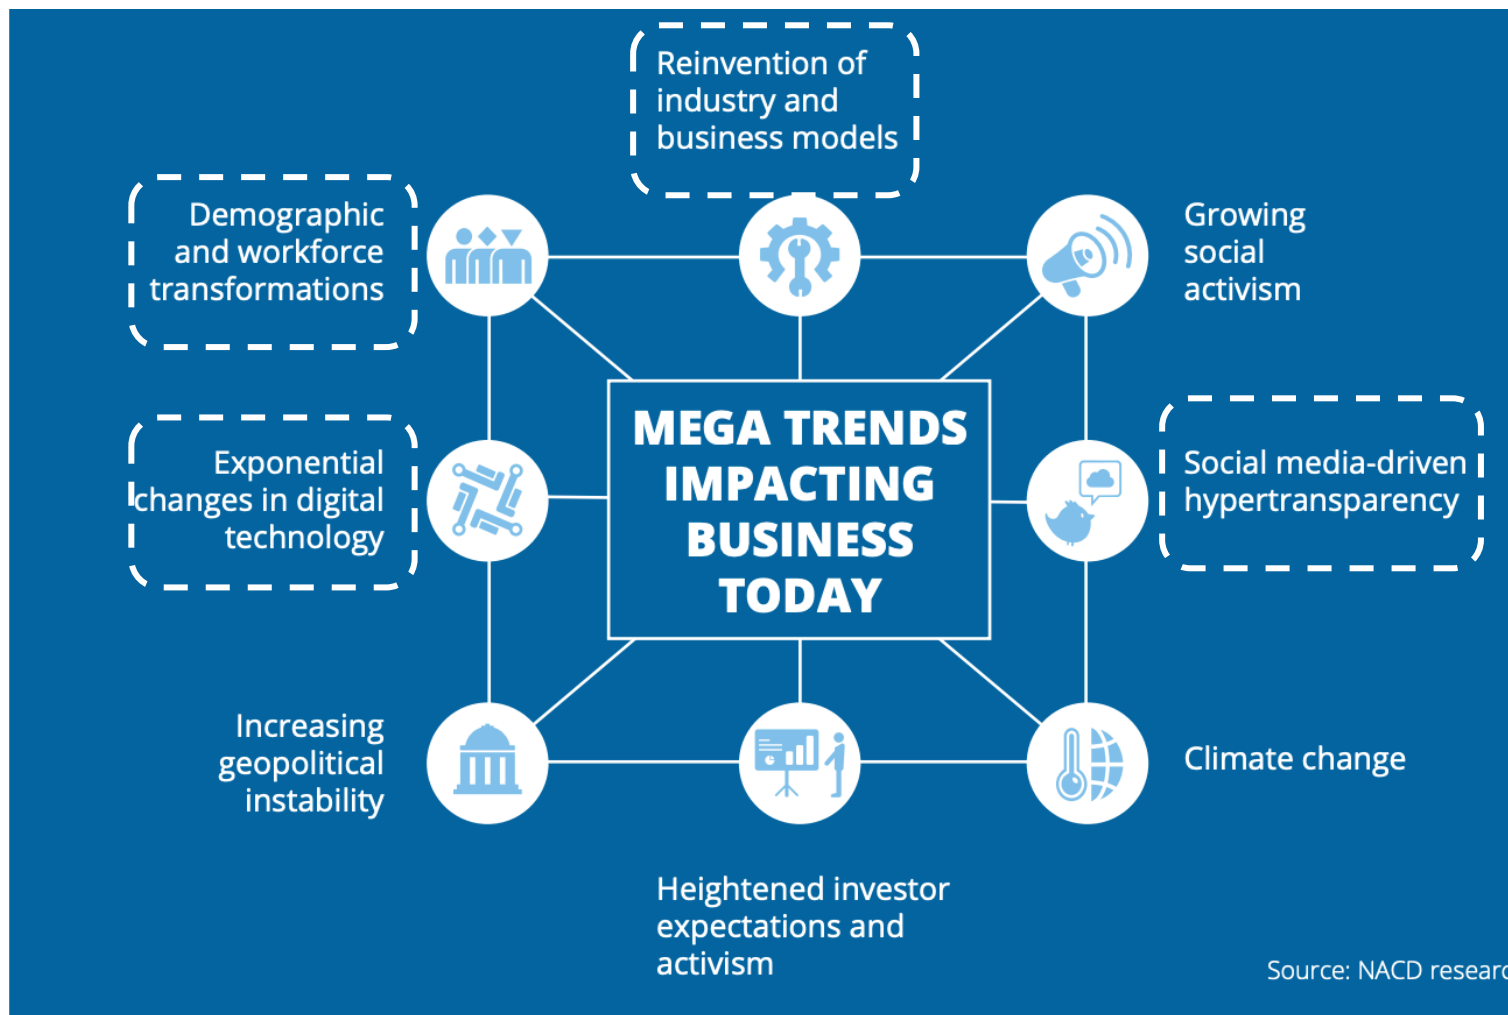 Reinvention of
industry and
business models
Demographic
and workforce
transformations
Growing
social
activism
MEGA TRENDS
IMPACTING
BUSINESS
TODAY
Exponential
changes in digital
technology
Social media-driven
hypertransparency
Increasing
geopolitical
instability
Climate change
Heightened investor
expectations and
activism
Source: NACD researc